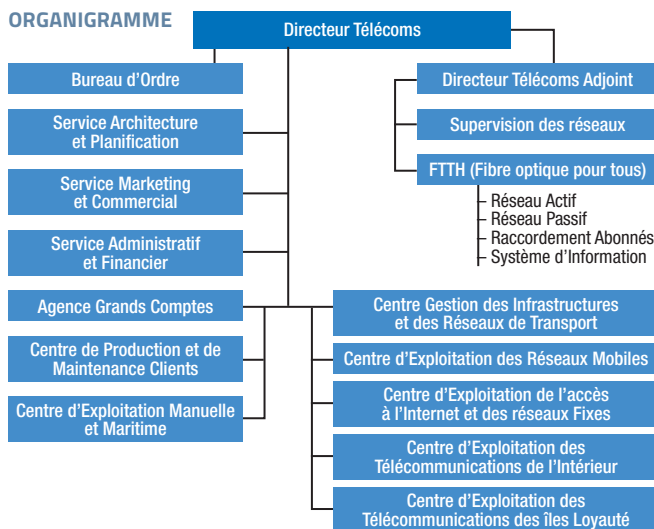 ORGANIGRAMME
Directeur Télécoms
Bureau d'Ordre
Service Architecture
et Planification
Service Marketing
et Commercial
Service Administratif
et Financier
Agence Grands Comptes
Centre de Production et de
Maintenance Clients
Centre d'Exploitation Manuelle
et Maritime
Directeur Télécoms Adjoint
Supervision des réseaux
FTTH (Fibre optique pour tous)
– Réseau Actif
– Réseau Passif
– Raccordement Abonnés
– Système d'Information
Centre Gestion des Infrastructures
et des Réseaux de Transport
Centre d'Exploitation des Réseaux Mobiles
Centre d'Exploitation de l'accès
à l'Internet et des réseaux Fixes
Centre d'Exploitation des
Télécommunications de l'Intérieur
Centre d'Exploitation des
Télécommunications des îles Loyauté